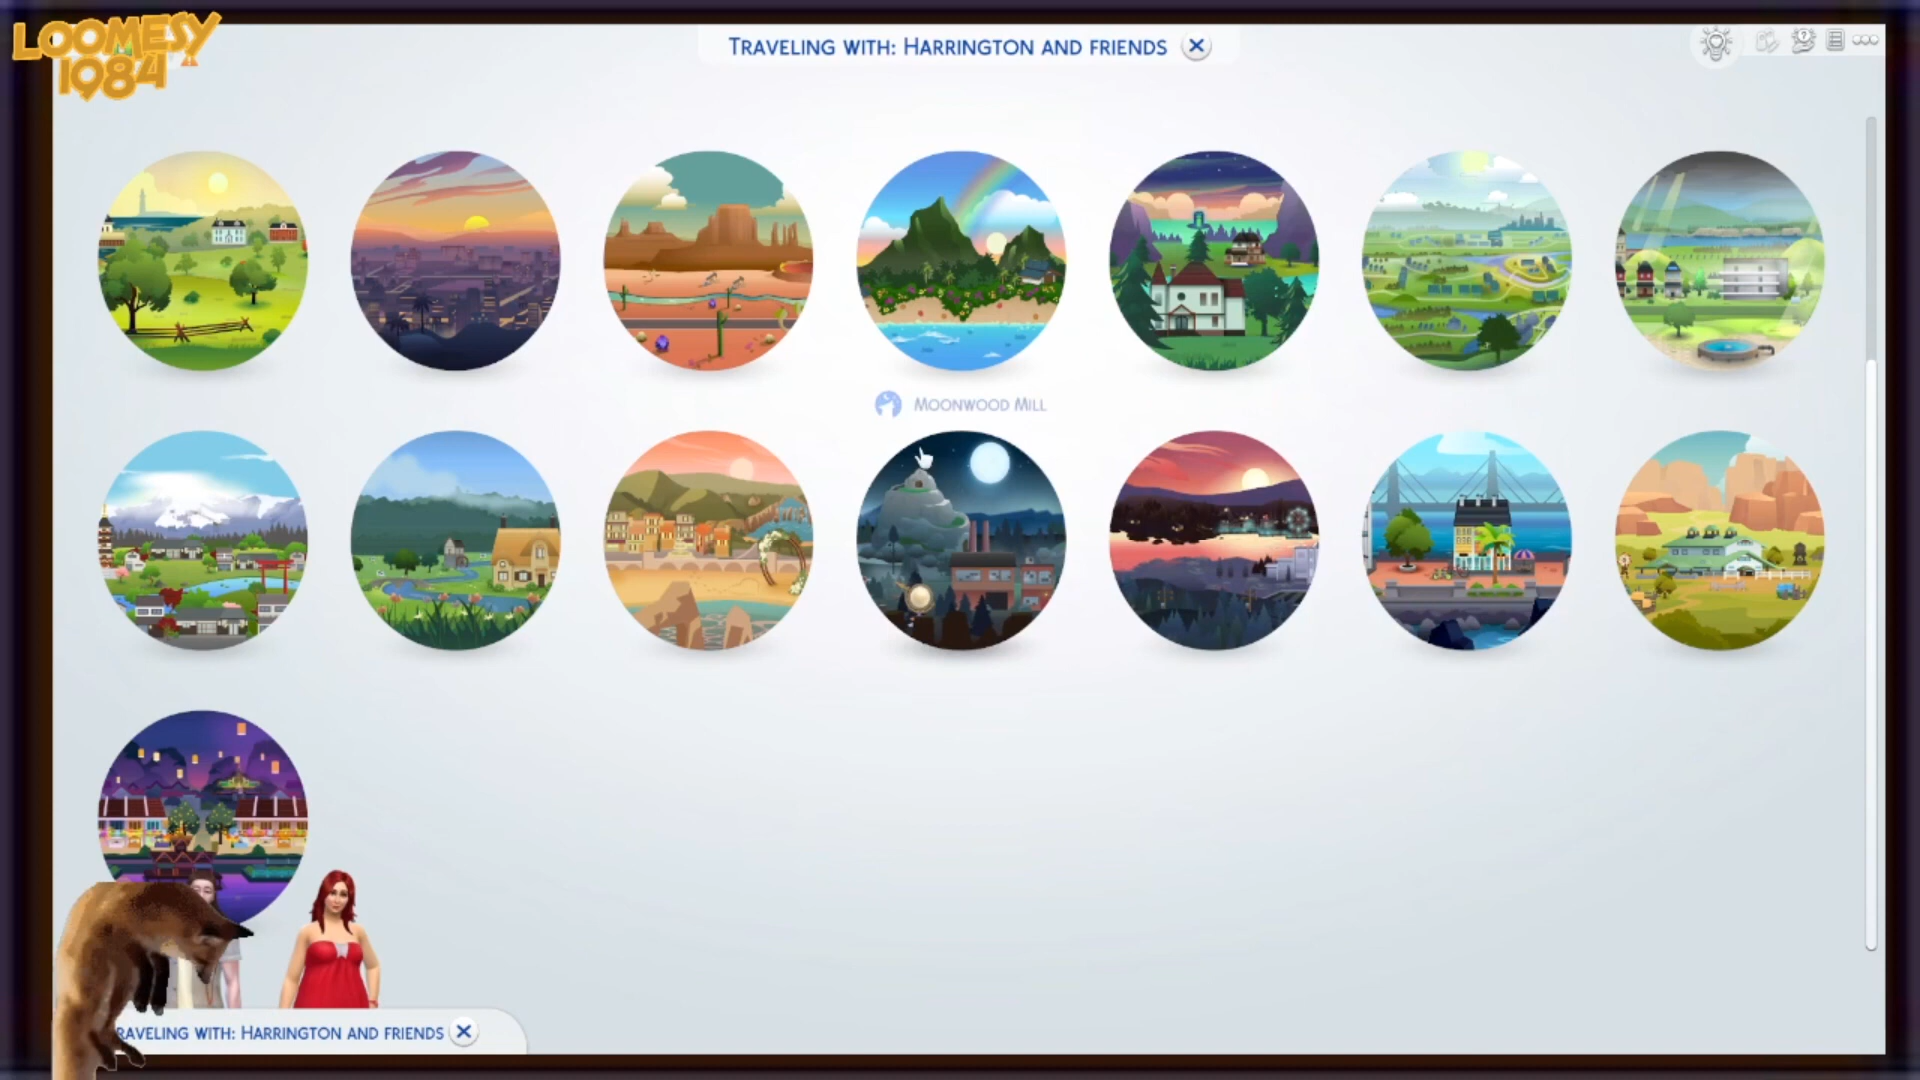 LOOMESY
1984
TRAVELING WITH: HARRINGTON AND FRIENDS
MOONWOOD MILL
RAVELING WITH: HARRINGTON AND FRIENDS